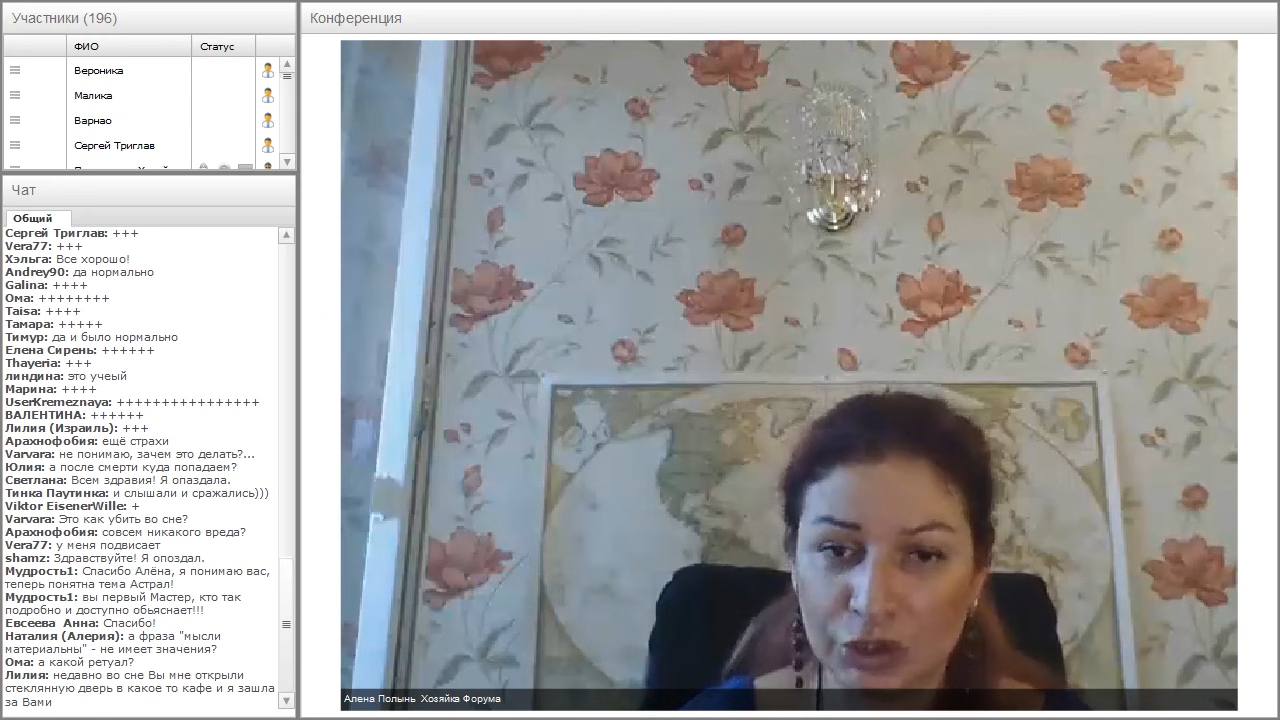 Участники (196)
Конференция
ФИО
Статус
Вероника
Малика
Варнао
Сергей Триглав
Чат
Общий
Сергей Триглав: +++
Vera77: +++
Хэльга: Все хорошо!
Andrey90: да нормально
Galina: ++++
Ома: ++++++++
Taisa: ++++
Тамара: +++++
Тимур: да и было нормально
Елена Сирень: ++++++
Thayeria: +++
линдина: это учеый
Марина: ++++
UserKremeznaya: ++++++++++++++++
ВАЛЕНТИНА: ++++++
Лилия (Израиль): +++
Арахнофобия: ещё страхи
Varvara: не понимаю, зачем это делать?...
Юлия: а после смерти куда попадаем?
Светлана: Всем здравия! Я опаздала.
Тинка Паутинка: и слышали и сражались)))
Viktor EisenerWille: +
Varvara: Это как убить во сне?
Арахнофобия: совсем никакого вреда?
Vera77: у меня подвисает
Shamz: Здравствуйте! Я опоздал.
Мудрость1: Спасибо Алёна, я понимаю вас,
теперь понятна тема Астрал!
Мудрость1: вы первый Мастер, кто так
подробно и доступно обьяснает!!!
Евсеева Анна: Спасибо!
Наталия (Алерия): а фраза "мысли
материальны" - не имеет значения?
Ома: а какой ретуал?
Лилия: недавно во сне Вы мне открыли
стеклянную дверь в какое то кафе и я зашла
за Вами
Алена Полынь Хозяйка Форума